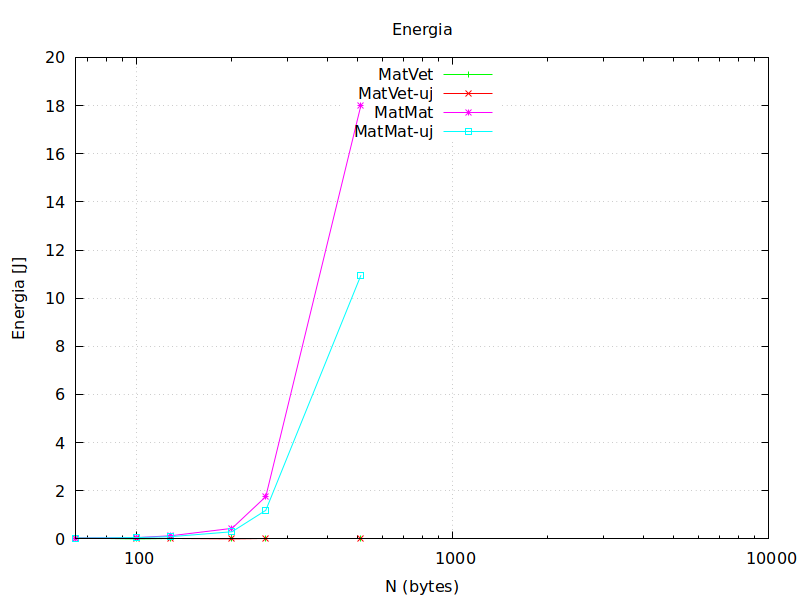 Energia
20
18
16
14
12
10
8
6
4
2
0
Energia [J]
MatVet
MatVet-uj
MatMat
MatMat-uj
100
1000
10000
N (bytes)